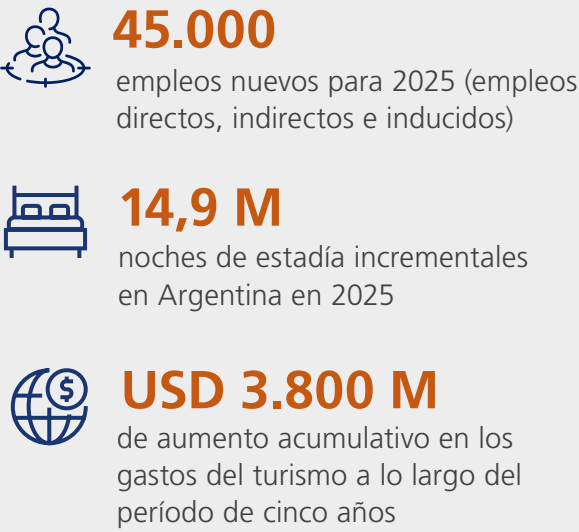 45.000
empleos nuevos para 2025 (empleos
directos, indirectos e inducidos)
14,9 M
noches de estadía incrementales
en Argentina en 2025
$
USD 3.800 M
de aumento acumulativo en los
gastos del turismo a lo largo del
período de cinco años